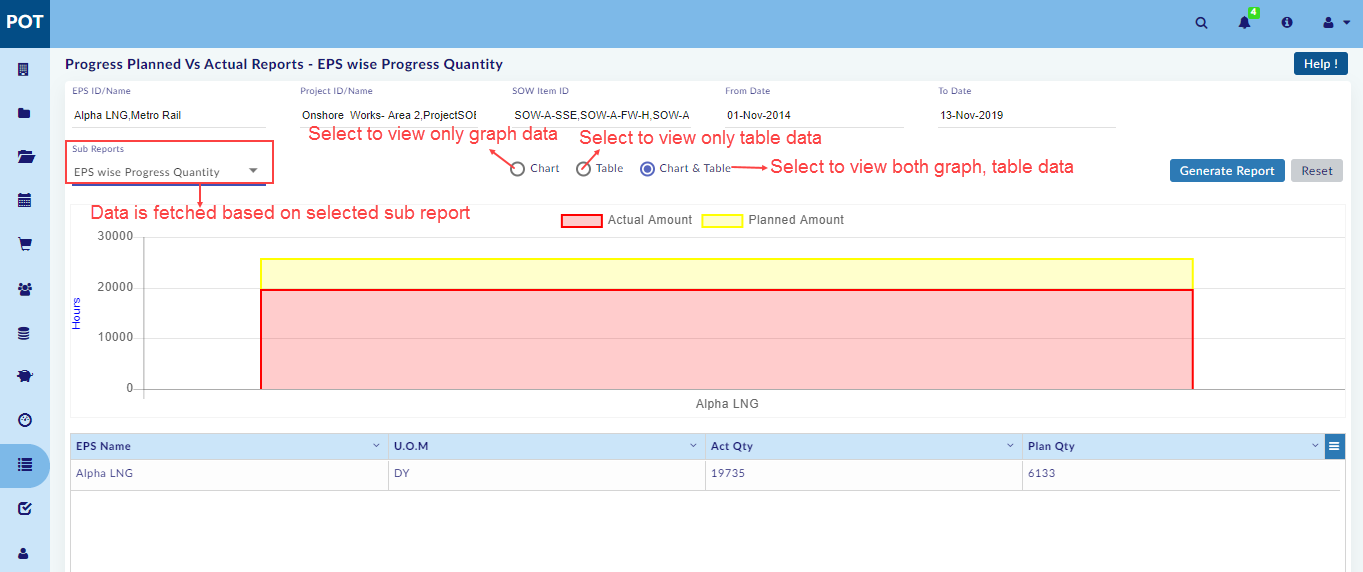 POT
4
Progress Planned Vs Actual Reports - EPS wise Progress Quantity
Help !
EPS ID/Name
Project ID/Name
SOW Item ID
From Date
To Date
Alpha LNG,Metro Rail
Onshore Works- Area 2,ProjectSOE
SOW-A-SSE,SOW-A-FW-H,SOW-A
01-Nov-2014
13-Nov-2019
Select to view only graph data
Select to view only table data
Sub Reports
EPS wise Progress Quantity
Chart
Table
Chart & Table
Select to view both graph, table data
Generate Report
Reset
Data is fetched based on selected sub report
Actual Amount
Planned Amount
30000
20000
10000
0
Hours
Alpha LNG
EPS Name
U.O.M
Act Qty
Plan Qty
Alpha LNG
DY
19735
6133